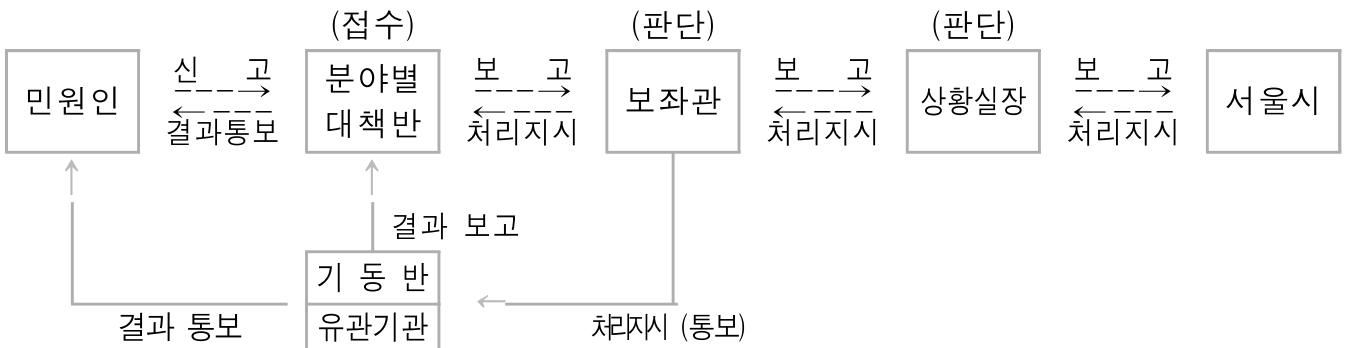 (접수) (판단) (판단)
민원인
신 고
결과통보
분야별
대책반
보 고
처리지시
보좌관
보 고
처리지시
상황실장
보 고
처리지시
서울시
결과 보고
기 동 반
유관기관
결과 통보
처리지시 (통보)